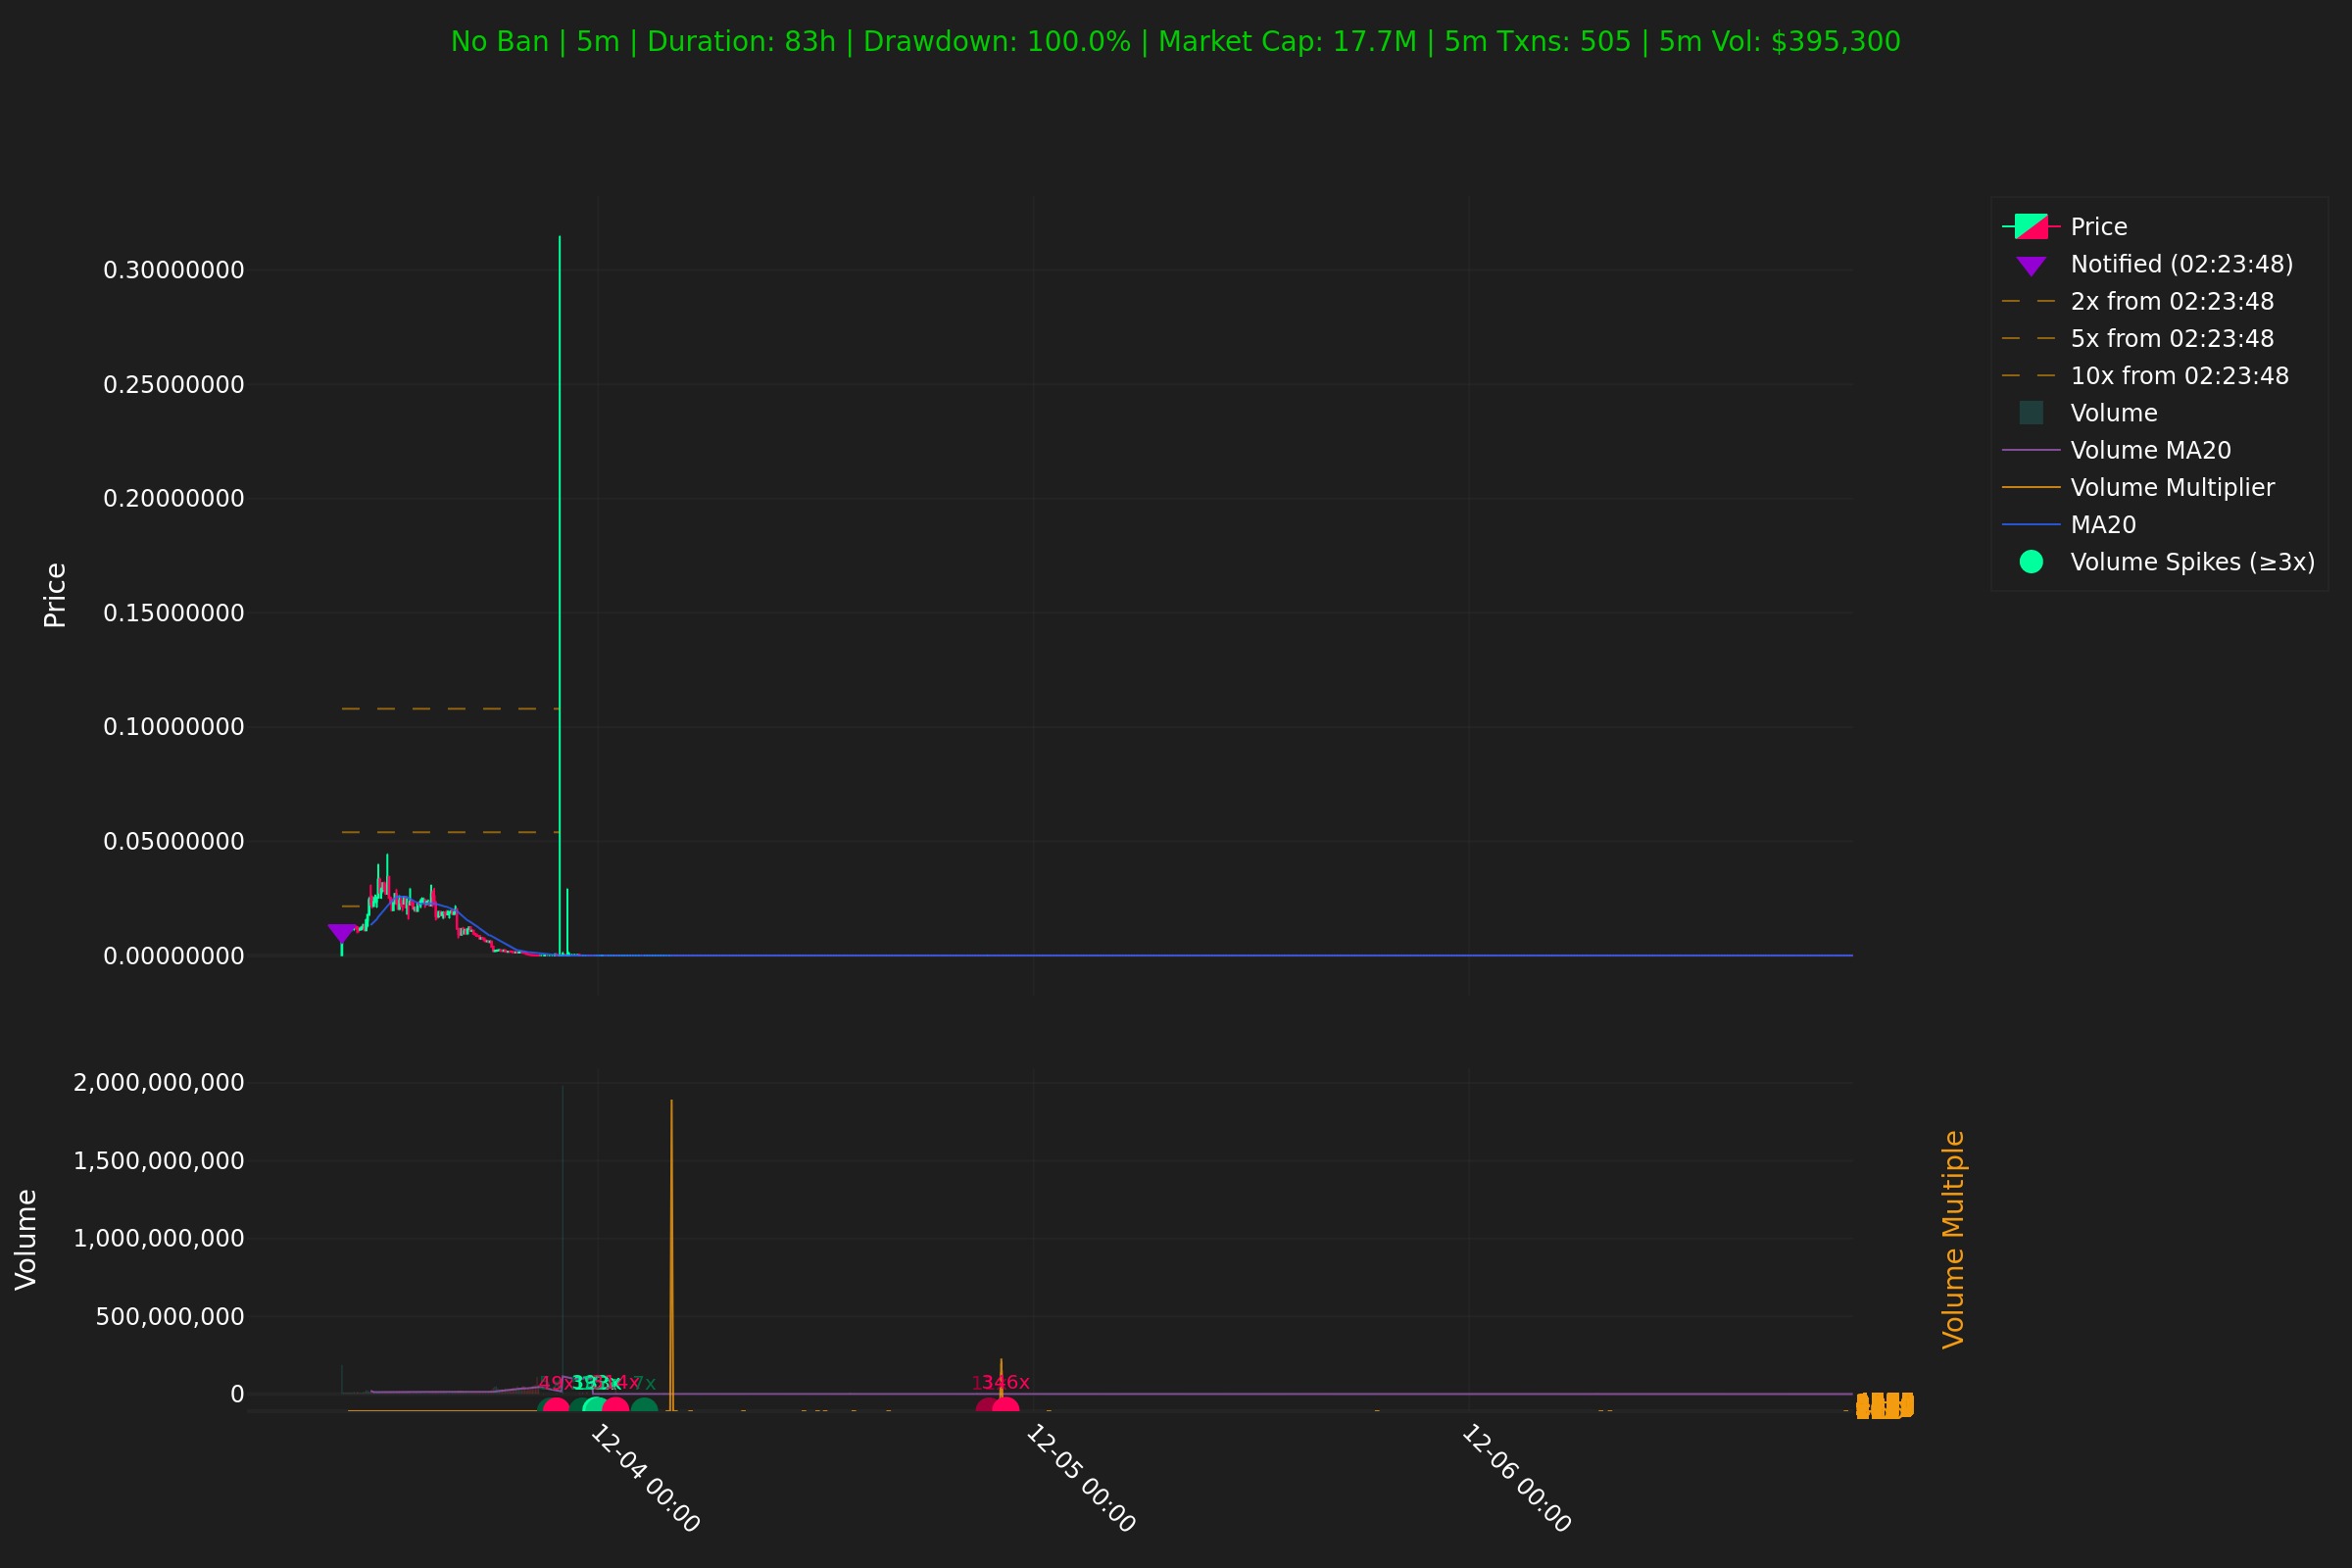 No Ban | 5m | Duration: 83h | Drawdown: 100.0% | Market Cap: 17.7M | 5m Txns: 505 | 5m Vol: $395,300
Price
Notified (02:23:48)
2x from 02:23:48
5x from 02:23:48
10x from 02:23:48
Volume
Volume MA20
Volume Multiplier
MA20
Volume Spikes (≥3x)
Price
0.30000000
0.25000000
0.20000000
0.15000000
0.10000000
0.05000000
0.00000000
Volume
2,000,000,000
1,500,000,000
1,000,000,000
500,000,000
0
49x
393x
7x
346x
Volume Multiple
12-04 00:00
12-05 00:00
12-06 00:00